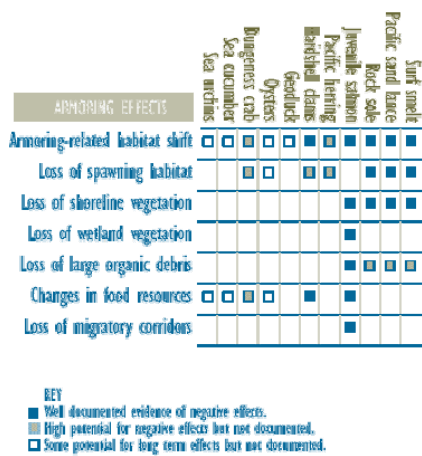 Sea urchins
Sea cucumber
Dungeness crab
Oysters
Geoduck
Hardshell clams
Pacific herring
Juvenile salmon
Rock sole
Pacific sand lance
Surf smelt
ARMORING EFFECTS
Armoring-related habitat shift
Loss of spawning habitat
Loss of shoreline vegetation
Loss of wetland vegetation
Loss of large organic debris
Changes in food resources
Loss of migratory corridors
KEY
Well documented evidence of negative effects.
High potential for negative effects but not documented.
Some potential for long term effects but not documented.